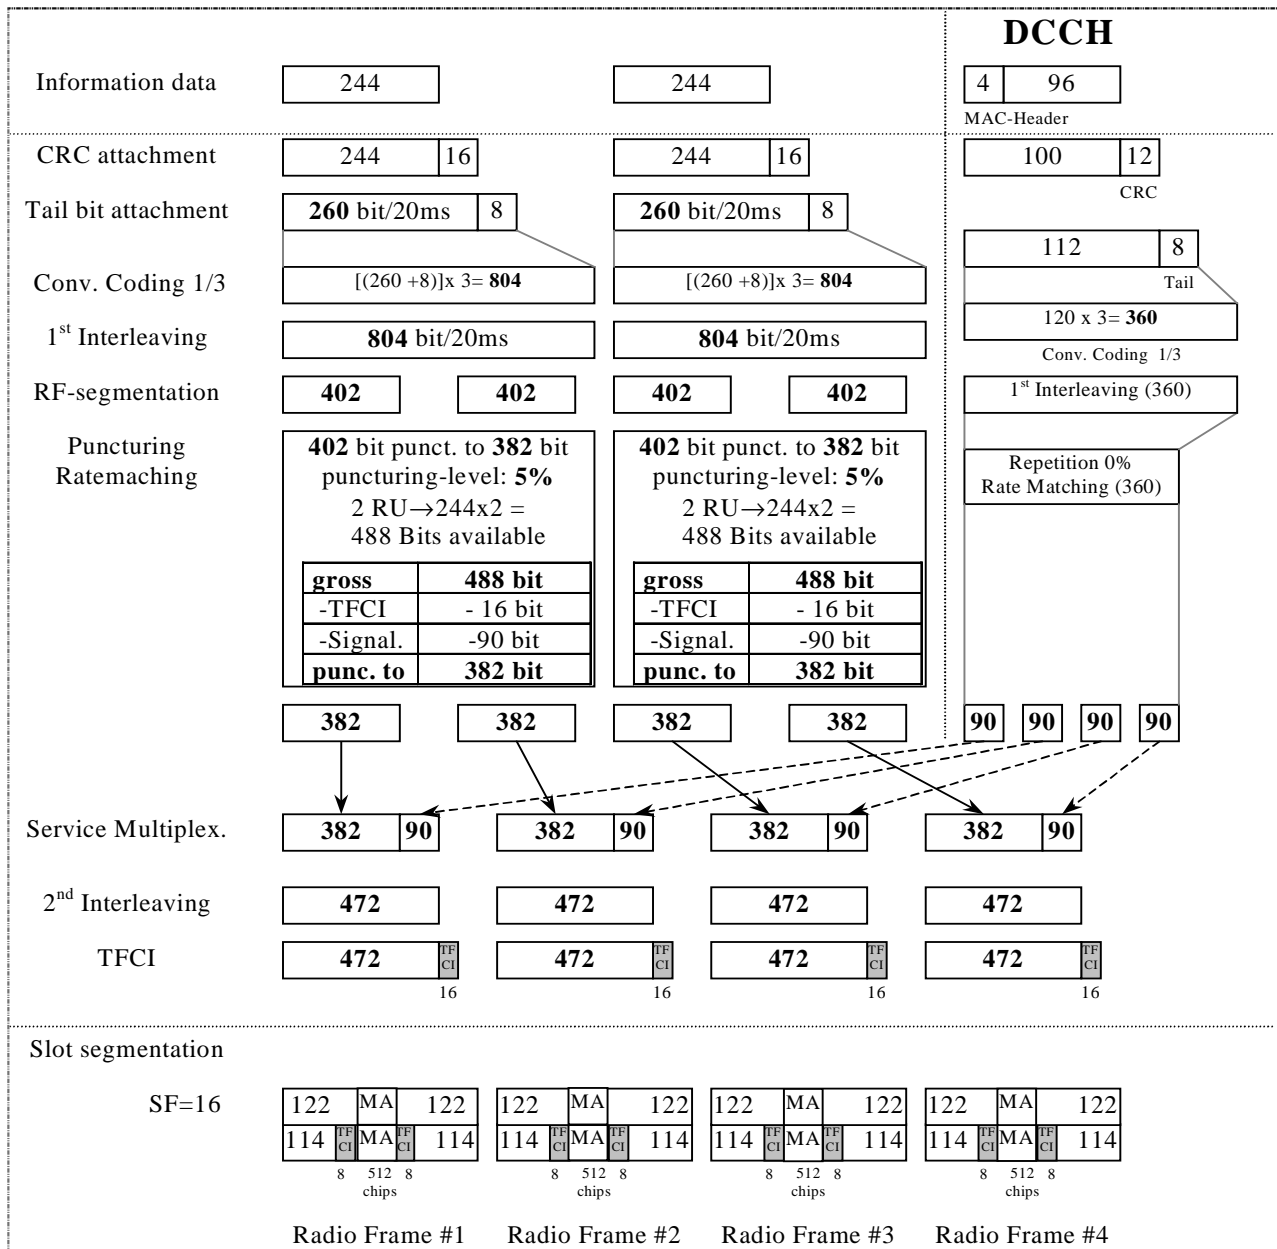 DCCH
Information data 244 244 4 96
MAC-Header
CRC attachment 244 16 244 16 100 12
CRC
Tail bit attachment 260 bit/20ms 8 260 bit/20ms 8
112 8
Tail
Conv. Coding 1/3 [(260 +8)]x 3= 804 [(260 +8)]x 3= 804
120 x 3= 360
Conv. Coding 1/3
1st Interleaving 804 bit/20ms 804 bit/20ms
RF-segmentation 402 402 402 402 1st Interleaving (360)
Puncturing 402 bit punct. to 382 bit 402 bit punct. to 382 bit
Ratemaching puncturing-level: 5% puncturing-level: 5%
Repetition 0%
Rate Matching (360)
2 RU→244x2 = 2 RU→244x2 =
488 Bits available 488 Bits available
gross 488 bit gross 488 bit
-TFCI - 16 bit -TFCI - 16 bit
-Signal. -90 bit -Signal. -90 bit
punc. to 382 bit punc. to 382 bit
382 382 382 382 90 90 90 90
Service Multiplex. 382 90 382 90 382 90 382 90
2nd Interleaving 472 472 472 472
TFCI 472 TF CI 472 TF CI 472 TF CI 472 TF CI
16 16 16 16
Slot segmentation
SF=16 122 MA 122 122 MA 122 122 MA 122 122 MA 122
114 TF CI MA TF CI 114 114 TF CI MA TF CI 114 114 TF CI MA TF CI 114 114 TF CI MA TF CI 114
8 512 8 8 512 8 8 512 8 8 512 8
chips chips chips chips
Radio Frame #1 Radio Frame #2 Radio Frame #3 Radio Frame #4